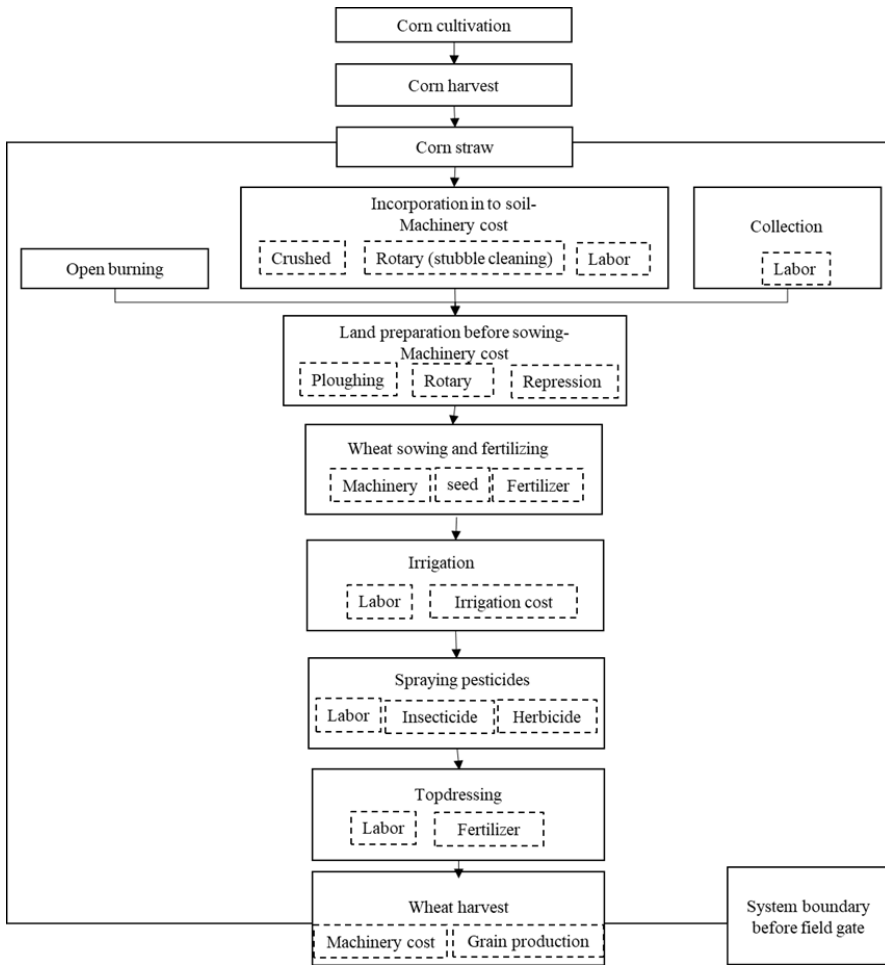 Corn cultivation
Corn harvest
Corn straw
Incorporation in to soil-
Machinery cost
Crushed
Rotary (stubble cleaning)
Labor
Collection
Labor
Open burning
Land preparation before sowing-
Machinery cost
Ploughing
Rotary
Repression
Wheat sowing and fertilizing
Machinery
seed
Fertilizer
Irrigation
Labor
Irrigation cost
Spraying pesticides
Labor
Insecticide
Herbicide
Topdressing
Labor
Fertilizer
Wheat harvest
Machinery cost
Grain production
System boundary
before field gate